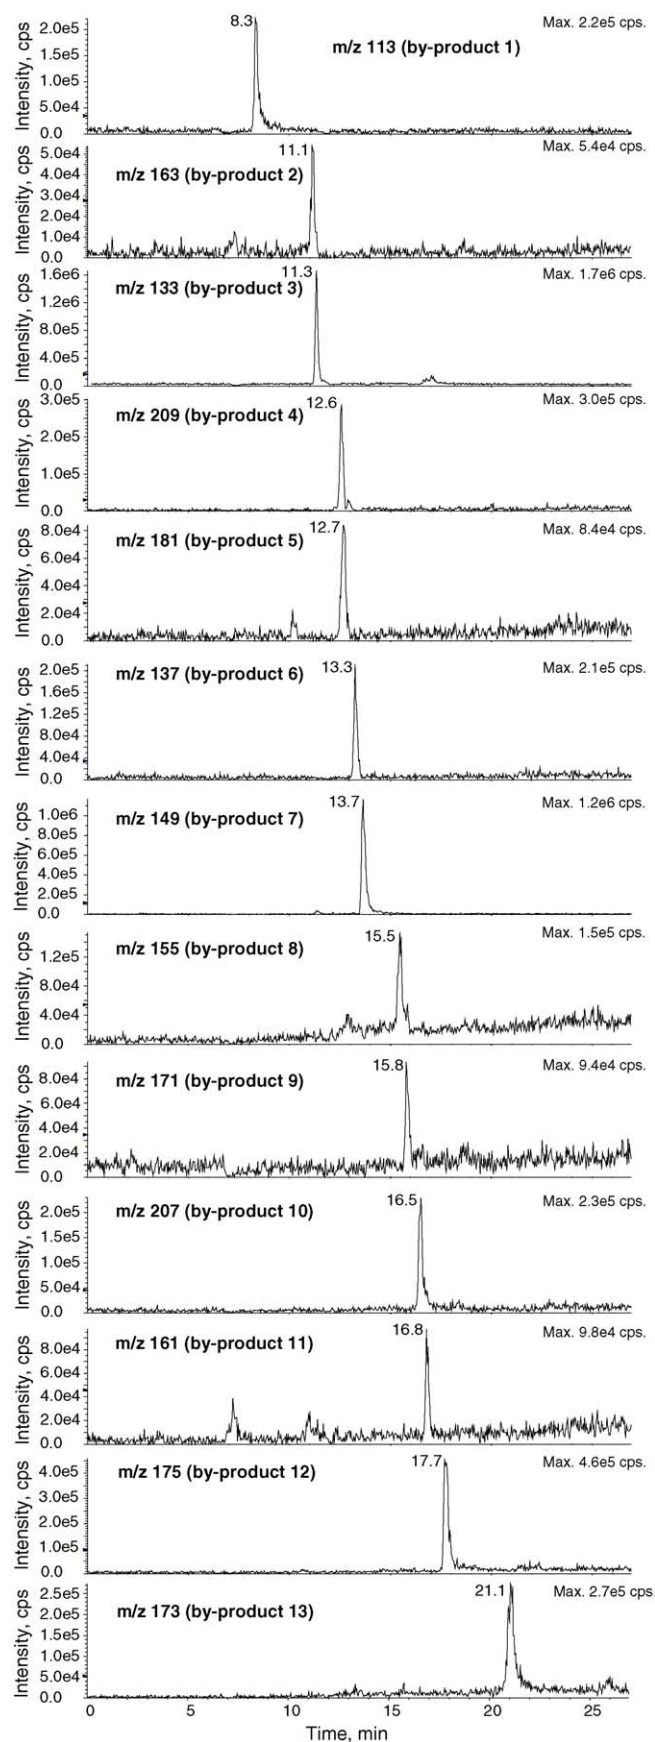 8.3
Max. 2.2e5 cps.
m/z 113 (by-product 1)
Intensity, cps
2.0e5
1.5e5
1.0e5
5.0e4
0.0
11.1
Max. 5.4e4 cps.
m/z 163 (by-product 2)
Intensity, cps
5.0e4
4.0e4
3.0e4
2.0e4
1.0e4
0.0
11.3
Max. 1.7e6 cps.
m/z 133 (by-product 3)
Intensity, cps
1.6e6
1.2e6
8.0e5
4.0e5
0.0
12.6
Max. 3.0e5 cps.
m/z 209 (by-product 4)
Intensity, cps
3.0e5
2.0e5
1.0e5
0.0
12.7
Max. 8.4e4 cps.
m/z 181 (by-product 5)
Intensity, cps
8.0e4
6.0e4
4.0e4
2.0e4
0.0
13.3
Max. 2.1e5 cps.
m/z 137 (by-product 6)
Intensity, cps
2.0e5
1.6e5
1.2e5
8.0e4
4.0e4
0.0
13.7
Max. 1.2e6 cps.
m/z 149 (by-product 7)
Intensity, cps
1.0e6
8.0e5
6.0e5
4.0e5
2.0e5
0.0
15.5
Max. 1.5e5 cps.
m/z 155 (by-product 8)
Intensity, cps
1.2e5
8.0e4
4.0e4
0.0
15.8
Max. 9.4e4 cps.
m/z 171 (by-product 9)
Intensity, cps
8.0e4
6.0e4
4.0e4
2.0e4
0.0
16.5
Max. 2.3e5 cps.
m/z 207 (by-product 10)
Intensity, cps
2.0e5
1.5e5
1.0e5
5.0e4
0.0
16.8
Max. 9.8e4 cps.
m/z 161 (by-product 11)
Intensity, cps
8.0e4
6.0e4
4.0e4
2.0e4
0.0
17.7
Max. 4.6e5 cps.
m/z 175 (by-product 12)
Intensity, cps
4.0e5
3.0e5
2.0e5
1.0e5
0.0
21.1
Max. 2.7e5 cps.
m/z 173 (by-product 13)
Intensity, cps
2.5e5
2.0e5
1.5e5
1.0e5
5.0e4
0.0
0 5 10 15 20 25
Time, min